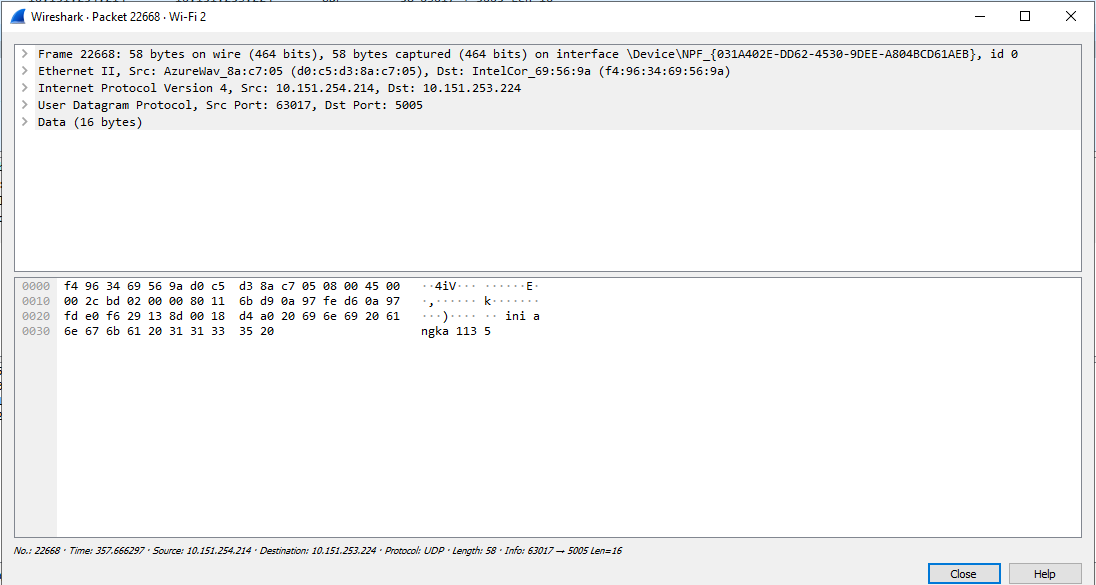 Wireshark · Packet 22668 · Wi-Fi 2
Frame 22668: 58 bytes on wire (464 bits), 58 bytes captured (464 bits) on interface \Device\NPF_{031A402E-DD62-4530-9DEE-A804BCD61AEB}, id 0
Ethernet II, Src: AzureWav_8a:c7:05 (d0:c5:d3:8a:c7:05), Dst: IntelCor_69:56:9a (f4:96:34:69:56:9a)
Internet Protocol Version 4, Src: 10.151.254.214, Dst: 10.151.253.224
User Datagram Protocol, Src Port: 63017, Dst Port: 5005
Data (16 bytes)
0000 f4 96 34 69 56 9a d0 c5 d3 8a c7 05 08 00 45 00 ··4iV··· ······E·
0010 00 2c bd 02 00 00 80 11 6b d9 0a 97 fe d6 0a 97 ·,······ k·······
0020 fd e0 f6 29 13 8d 00 18 d4 a0 20 69 6e 69 20 61 ···)···· ·· ini a
0030 6e 67 6b 61 20 31 31 33 35 20 ngka 113 5
No.: 22668 · Time: 357.666297 · Source: 10.151.254.214 · Destination: 10.151.253.224 · Protocol: UDP · Length: 58 · Info: 63017 → 5005 Len=16
Close Help